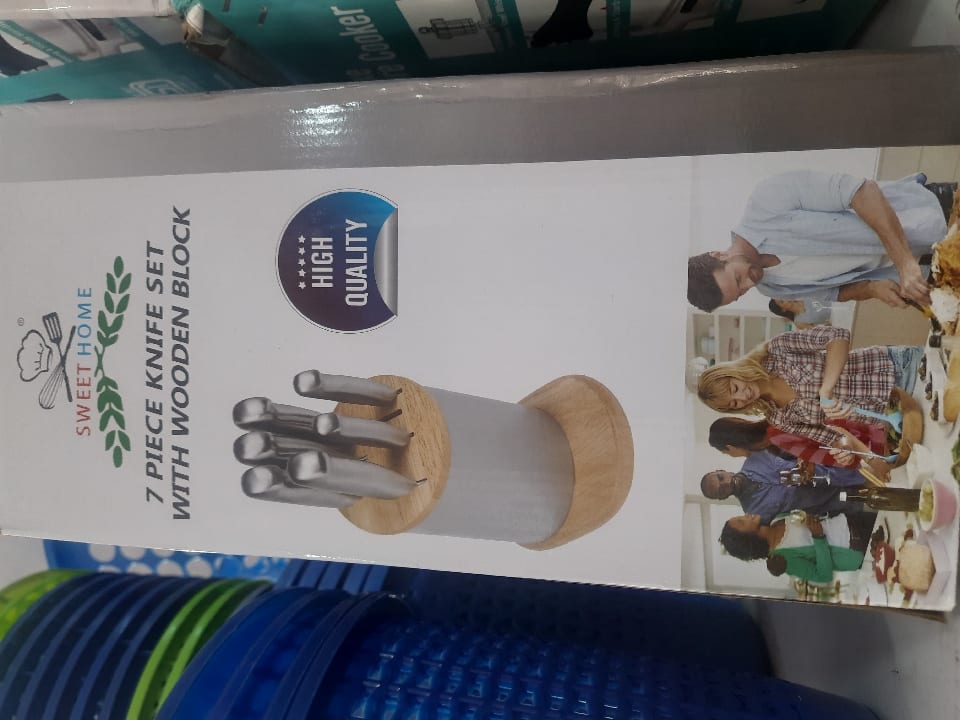 ®
SWEET HOME
7 PIECE KNIFE SET
WITH WOODEN BLOCK
HIGH
QUALITY
Cooker